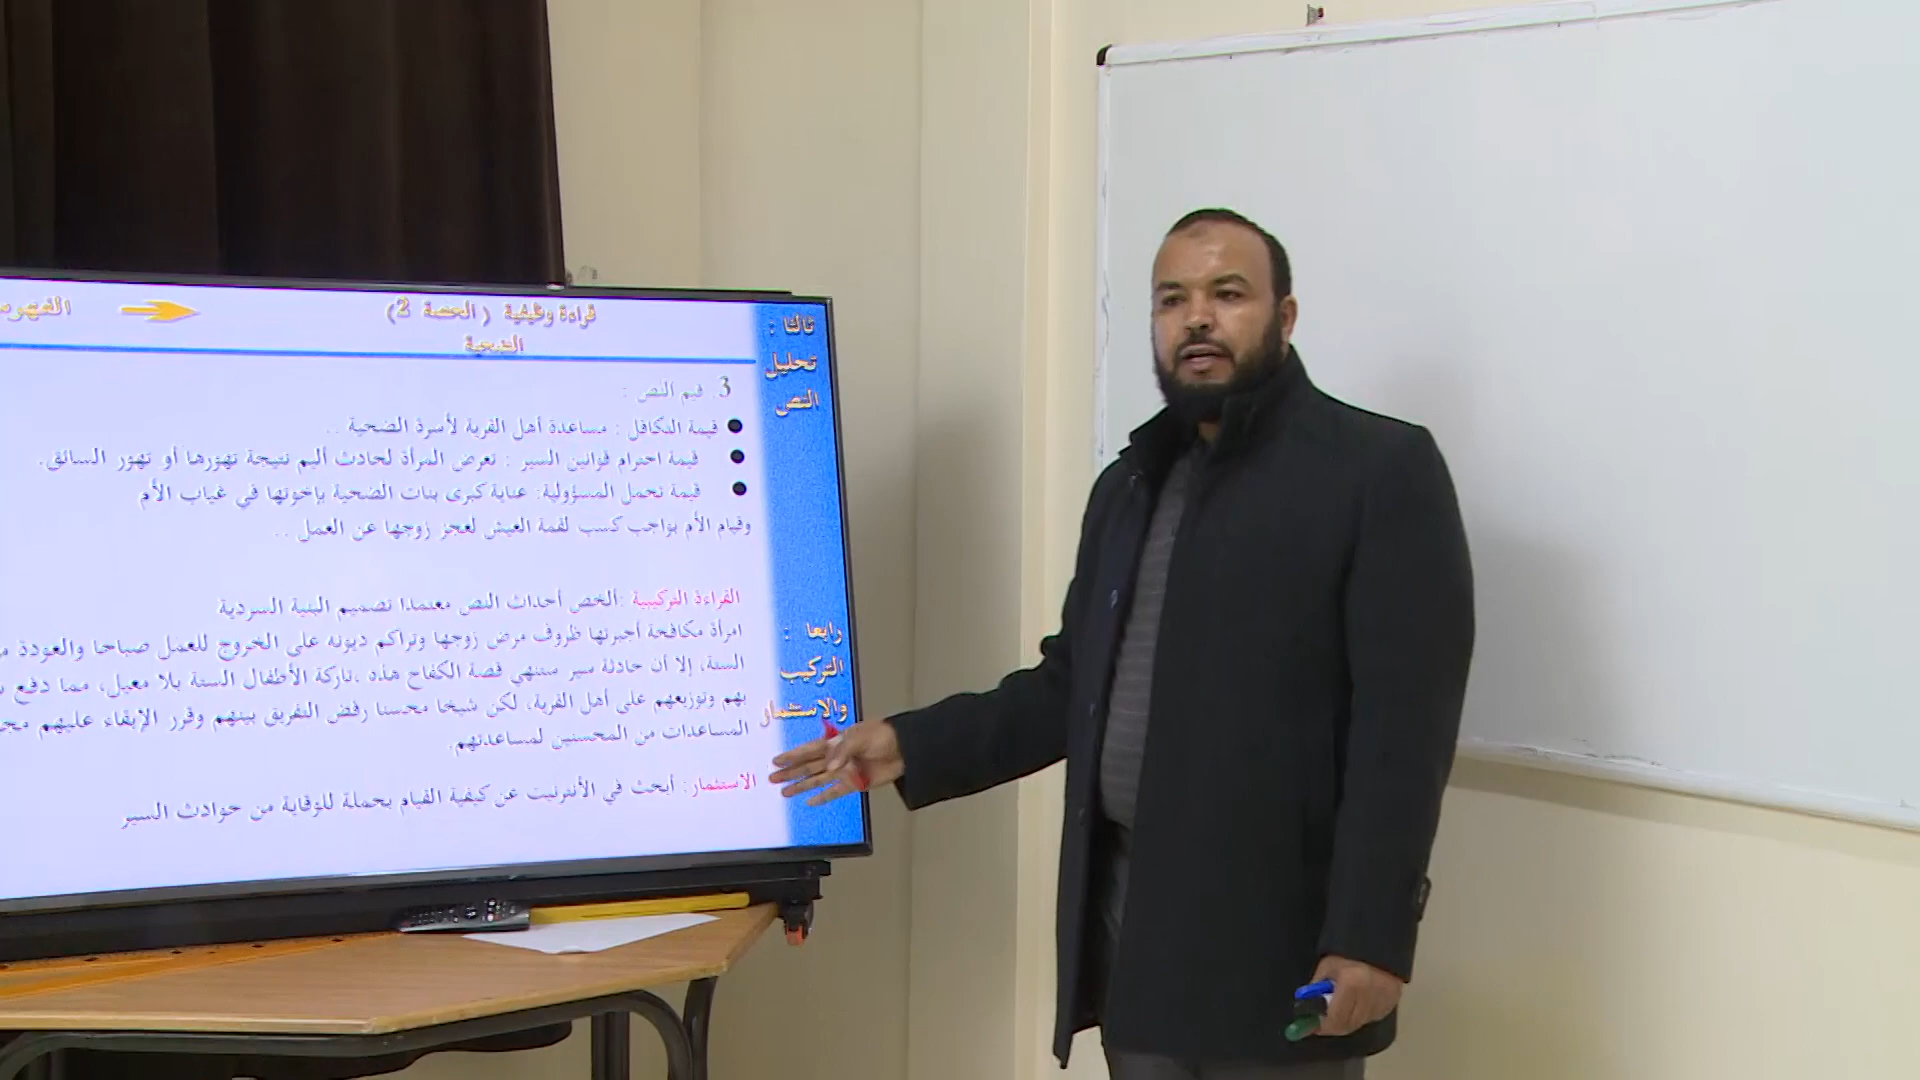 قراءة وظيفية ( الحصة 2)
الضحية
ثالثا :
تحليل
النص
3. قيم النص :
● قيمة التكافل : مساعدة أهل القرية لأسرة الضحية ..
● قيمة احترام قوانين السير : تعرض المرأة لحادث أليم نتيجة تهورها أو تهور السائق.
● قيمة تحمل المسؤولية: عناية كبرى بنات الضحية بإخوتها في غياب الأم
وقيام الأم بواجب كسب لقمة العيش لعجز زوجها عن العمل ..
رابعا :
التركيب
والاستثمار
القراءة التركيبية :ألخص أحداث النص معتمدا تصميم البنية السردية
امرأة مكافحة أجبرتها ظروف مرض زوجها وتراكم ديونه على الخروج للعمل صباحا والعودة
الستة، إلا أن حادثة سير ستنهي قصة الكفاح هذه ،تاركة الأطفال الستة بلا معيل، مما دفع
بهم وتوزيعهم على أهل القرية، لكن شيخا محسنا رفض التفريق بينهم وقرر الإبقاء عليهم
المساعدات من المحسنين لمساعدتهم.
الاستثمار: أبحث في الأنترنيت عن كيفية القيام بحملة للوقاية من حوادث السير